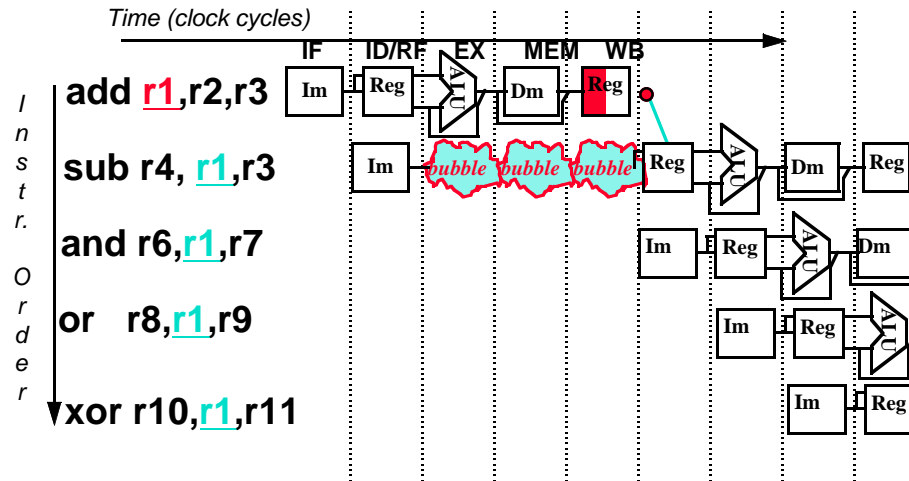 Time (clock cycles)
IF ID/RF EX MEM WB
Instr. Order
add r1,r2,r3
Im Reg ALU Dm Reg
sub r4, r1,r3
Im bubble bubble bubble Reg ALU Dm Reg
and r6,r1,r7
Im Reg ALU Dm
or r8,r1,r9
Im Reg ALU
xor r10,r1,r11
Im Reg